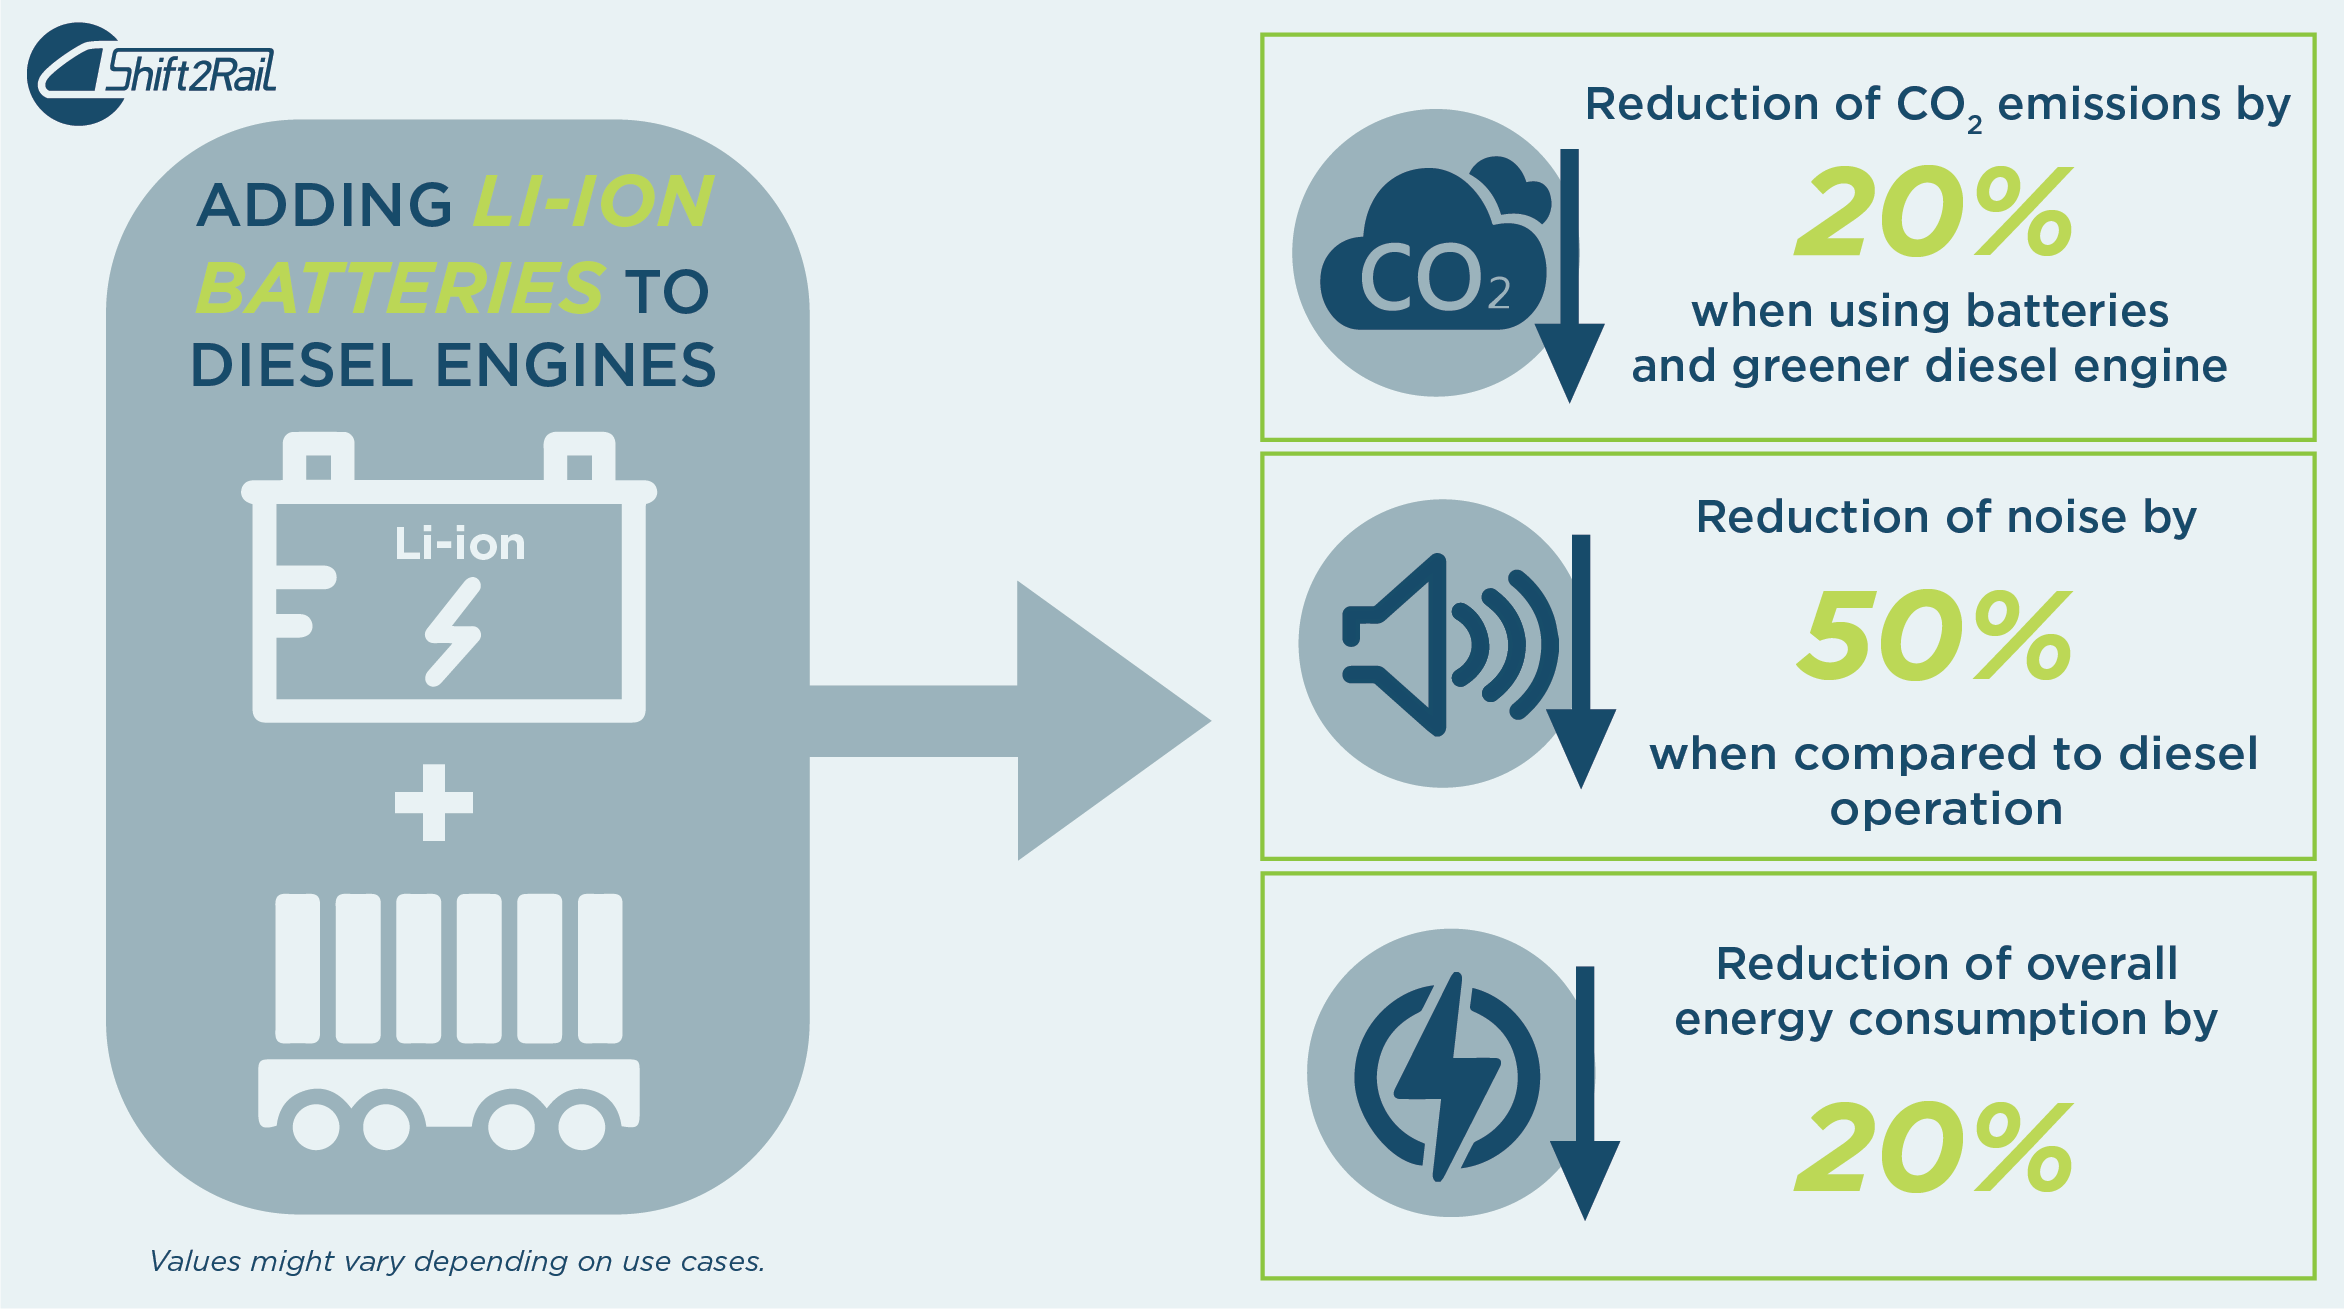 Shift2Rail
ADDING LI-ION
BATTERIES TO
DIESEL ENGINES
Li-ion
Values might vary depending on use cases.
Reduction of CO₂ emissions by
20%
when using batteries
and greener diesel engine
CO₂
Reduction of noise by
50%
when compared to diesel
operation
Reduction of overall
energy consumption by
20%